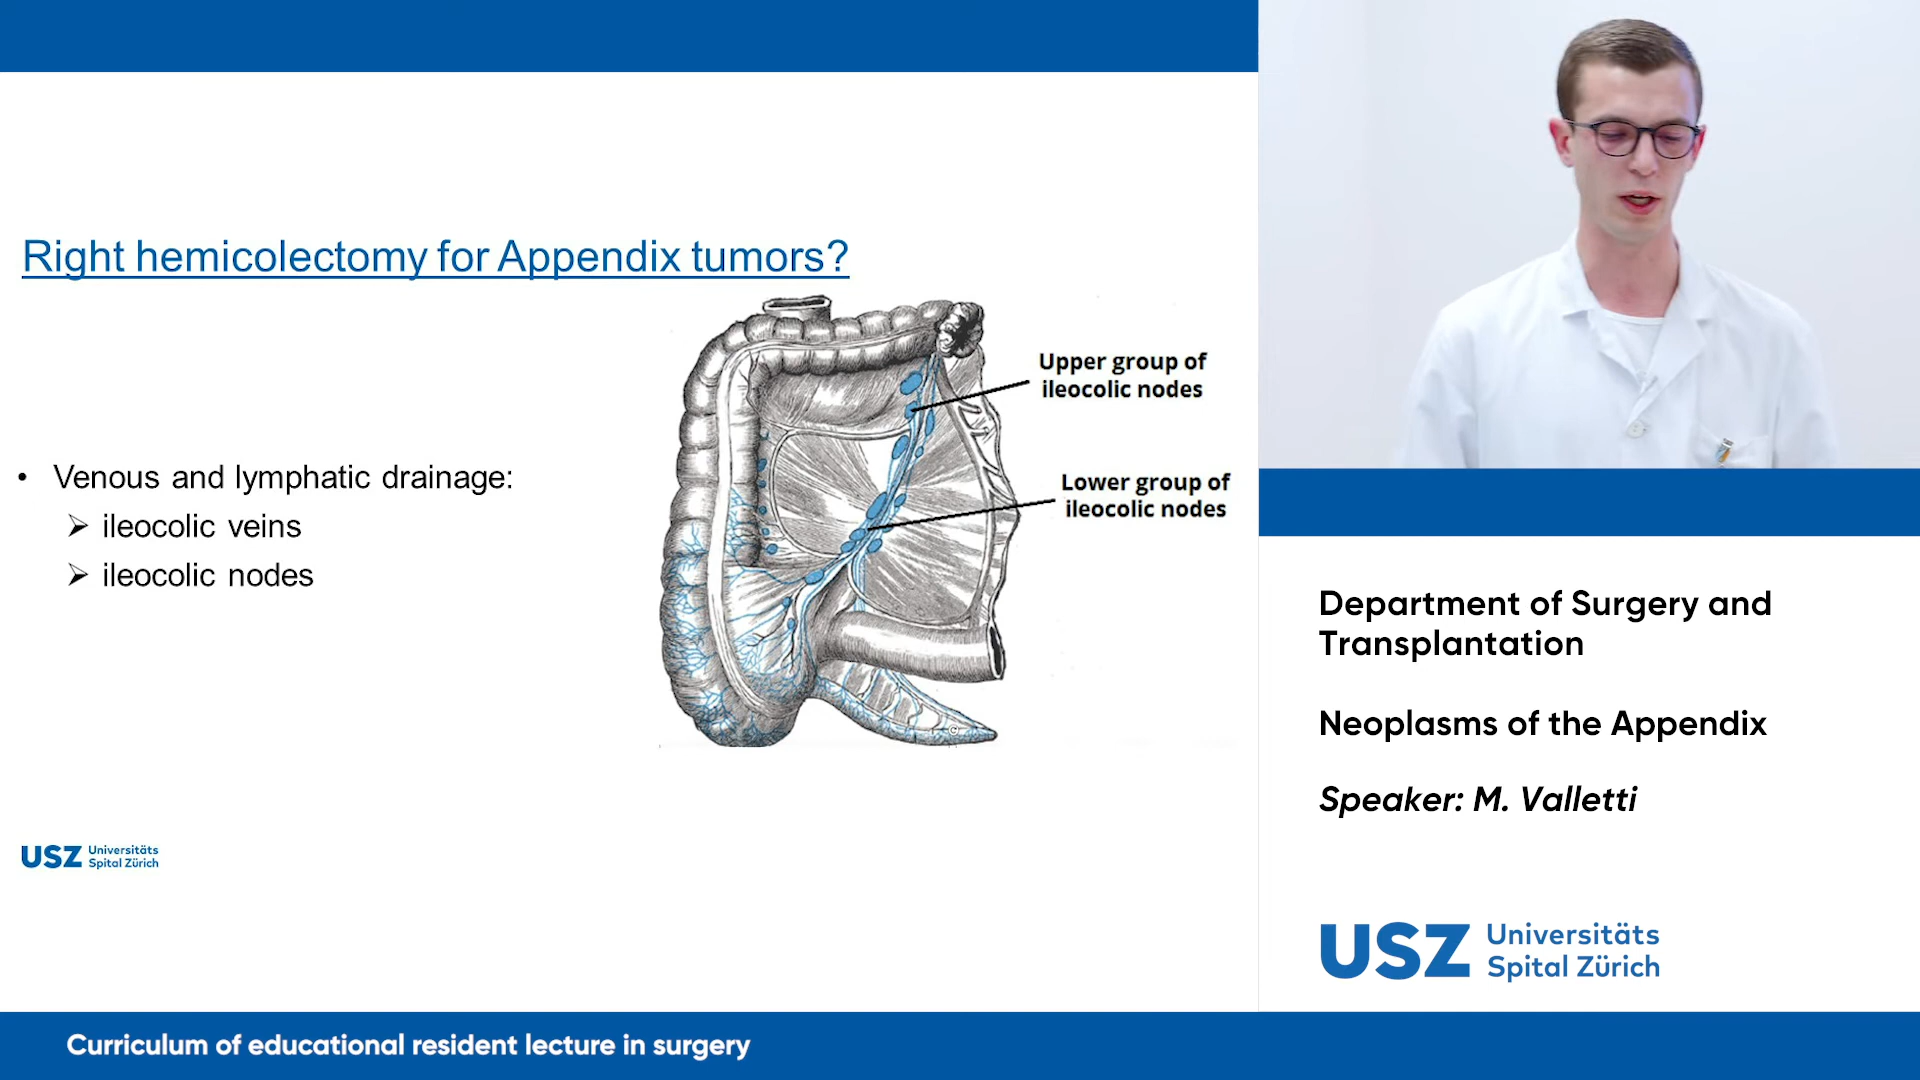 Right hemicolectomy for Appendix tumors?
Upper group of
ileocolic nodes
Lower group of
ileocolic nodes
• Venous and lymphatic drainage:
➢ ileocolic veins
➢ ileocolic nodes
USZ Universitäts
Spital Zürich
Department of Surgery and
Transplantation
Neoplasms of the Appendix
Speaker: M. Valletti
USZ Universitäts
Spital Zürich
Curriculum of educational resident lecture in surgery